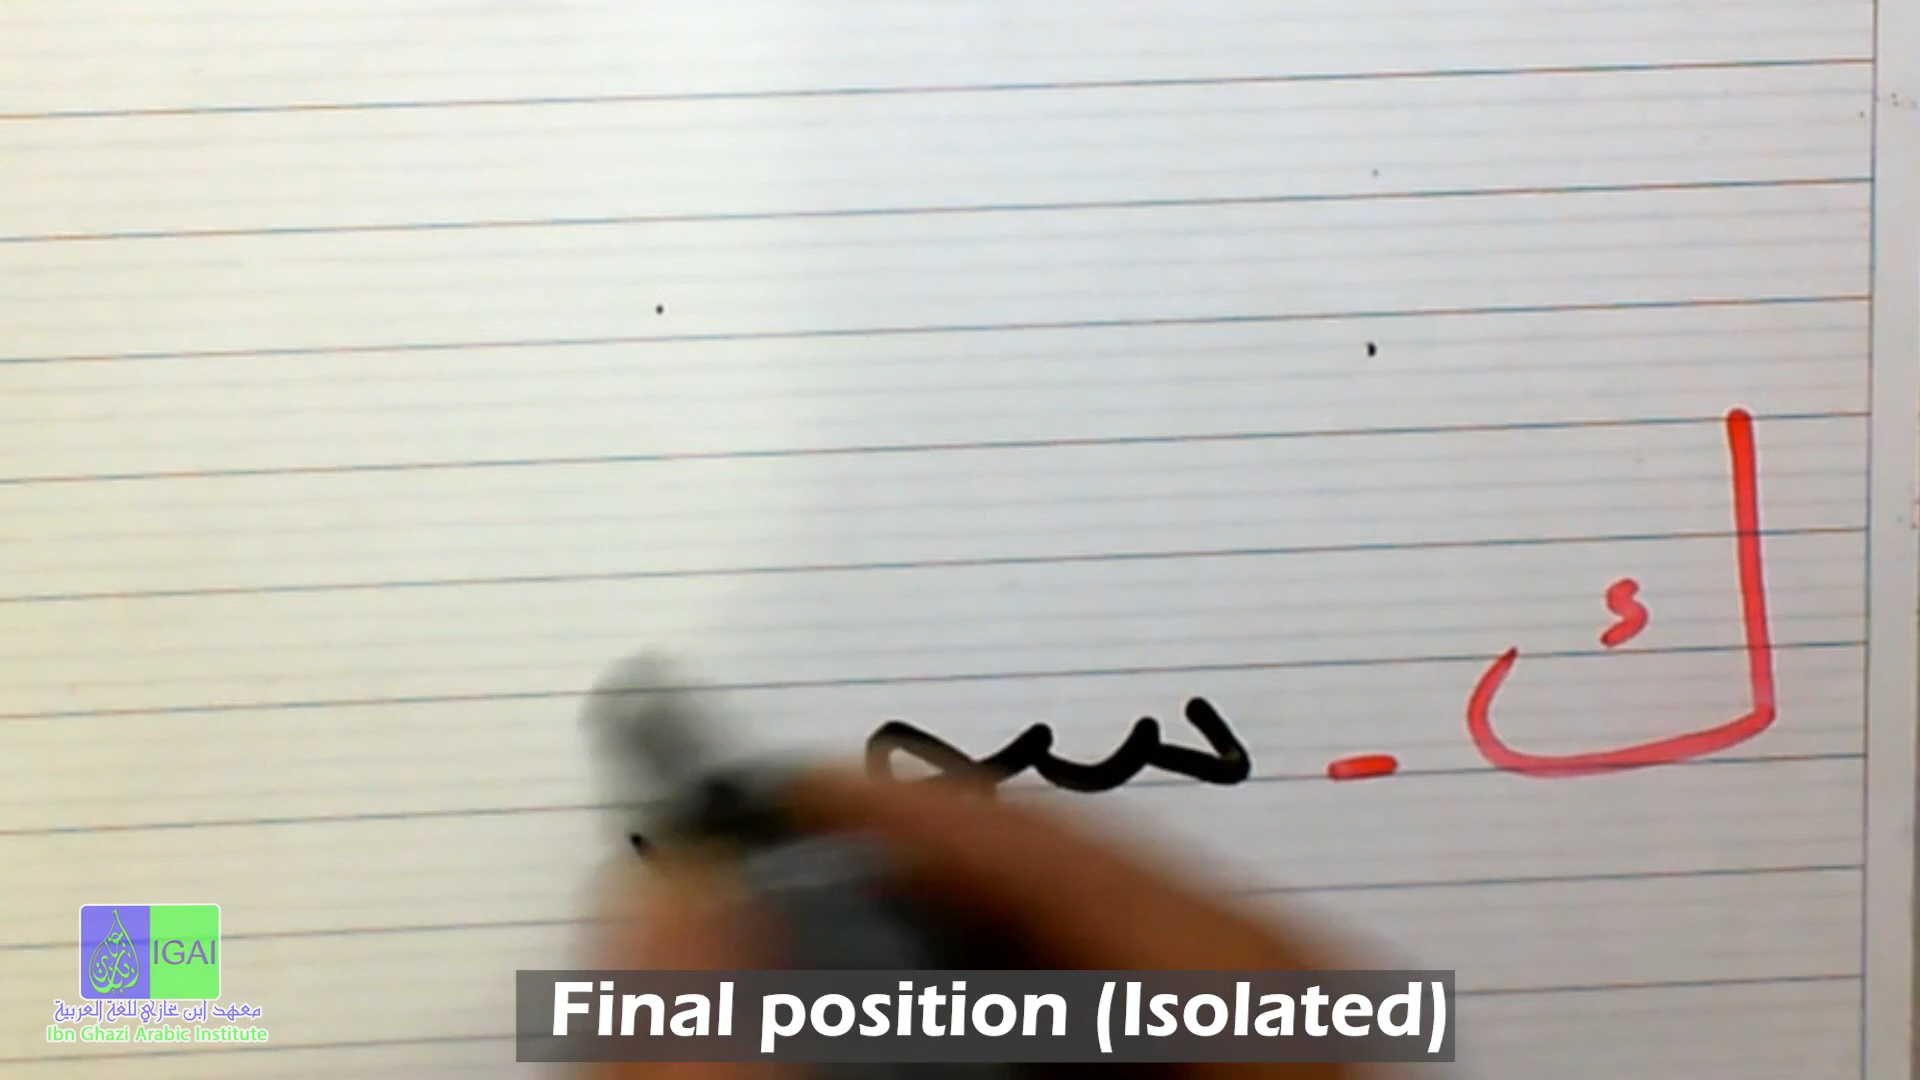 ك -
IGAI
معهد ابن غازي للغة العربية
Ibn Ghazi Arabic Institute
Final position (Isolated)